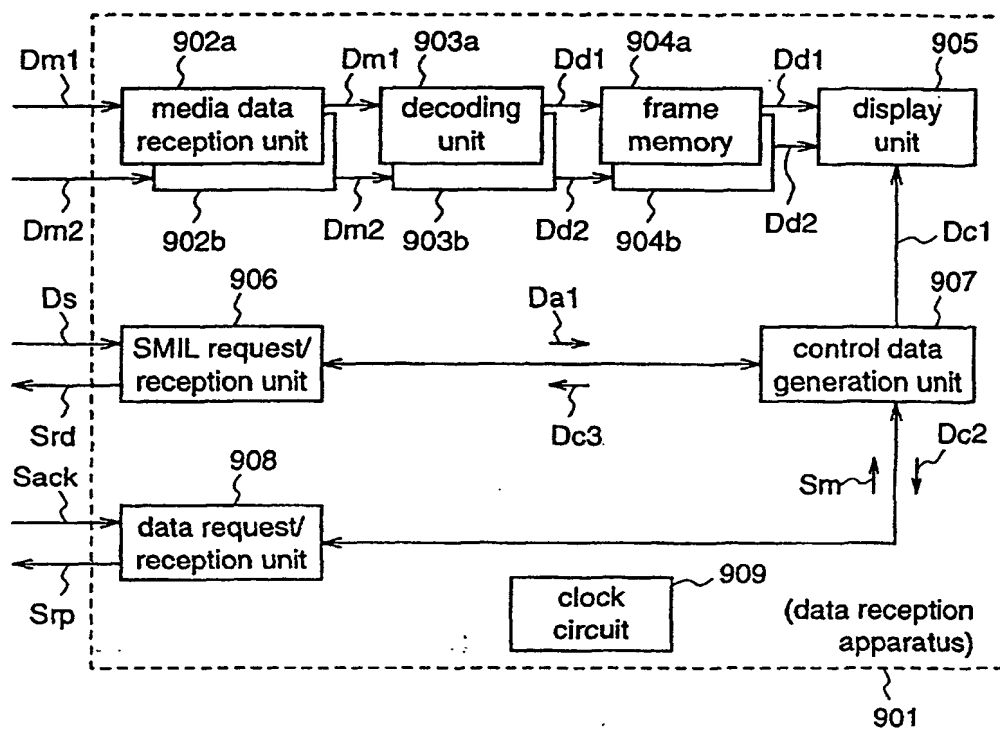 902a
903a
904a
905
Dm1
Dm1
Dd1
Dd1
media data
reception unit
decoding
unit
frame
memory
display
unit
Dm2
902b
Dm2
903b
Dd2
904b
Dd2
Dc1
906
907
Ds
Da1
SMIL request/
reception unit
control data
generation unit
Srd
Dc3
Dc2
Sm
Sack
908
data request/
reception unit
Srp
909
clock
circuit
(data reception
apparatus)
901